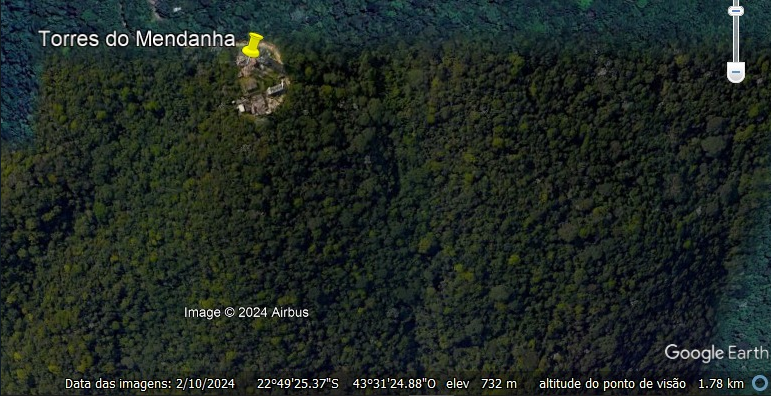 Torres do Mendanha
Image © 2024 Airbus
Google Earth
Data das imagens: 2/10/2024 22°49'25.37"S 43°31'24.88"O elev 732 m altitude do ponto de visão 1.78 km